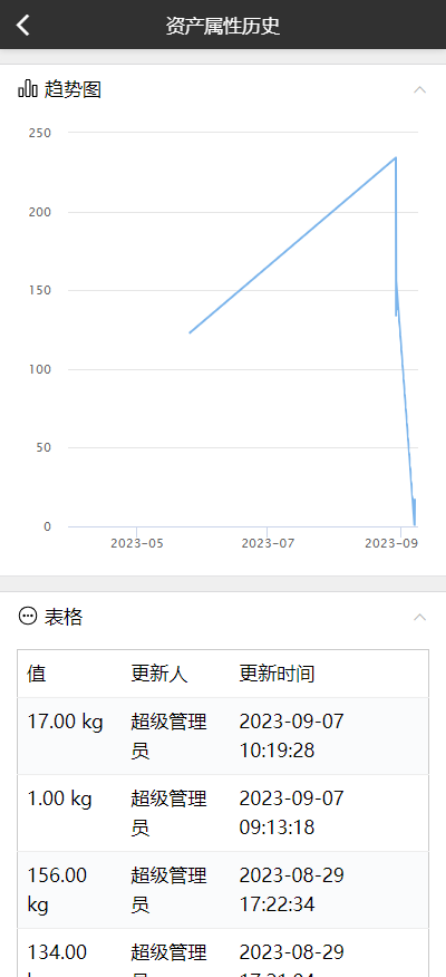 资产属性历史
趋势图
250
200
150
100
50
0
2023-05 2023-07 2023-09
表格
值 更新人 更新时间
17.00 kg 超级管理 2023-09-07
员 10:19:28
1.00 kg 超级管理 2023-09-07
员 09:13:18
156.00 超级管理 2023-08-29
kg 员 17:22:34
134.00 超级管理 2023-08-29